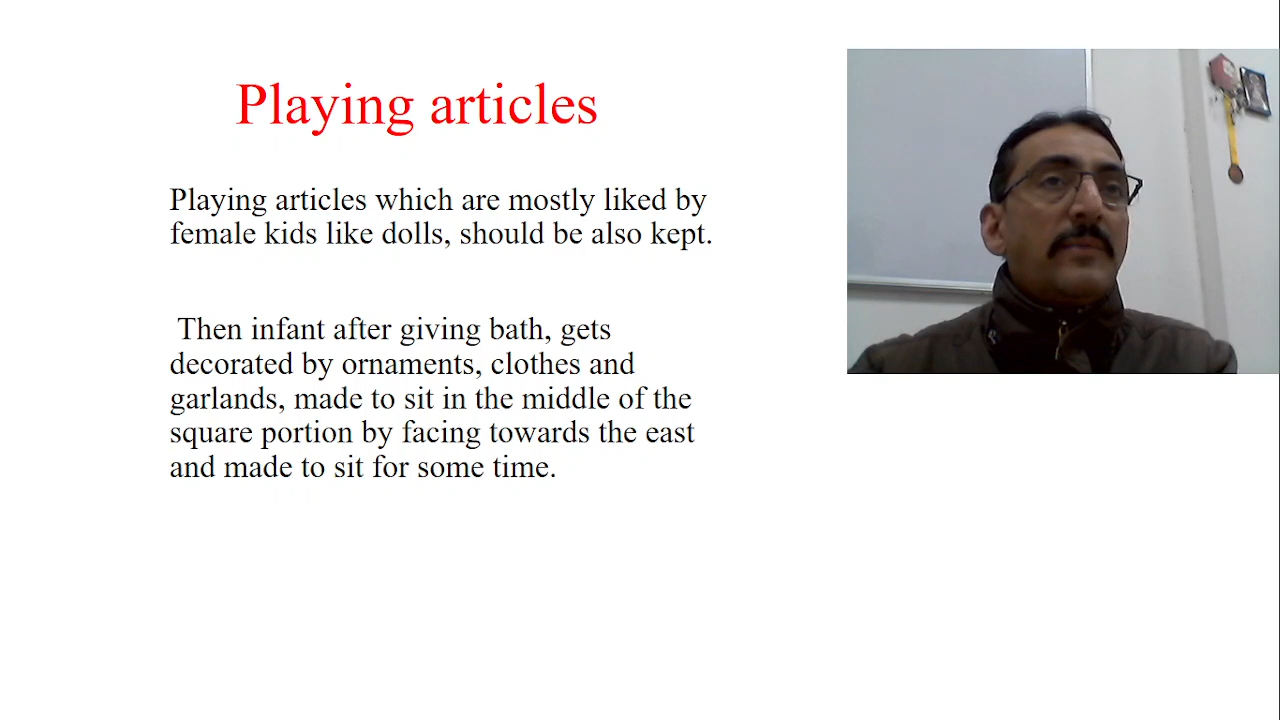 Playing articles
Playing articles which are mostly liked by
female kids like dolls, should be also kept.
Then infant after giving bath, gets
decorated by ornaments, clothes and
garlands, made to sit in the middle of the
square portion by facing towards the east
and made to sit for some time.